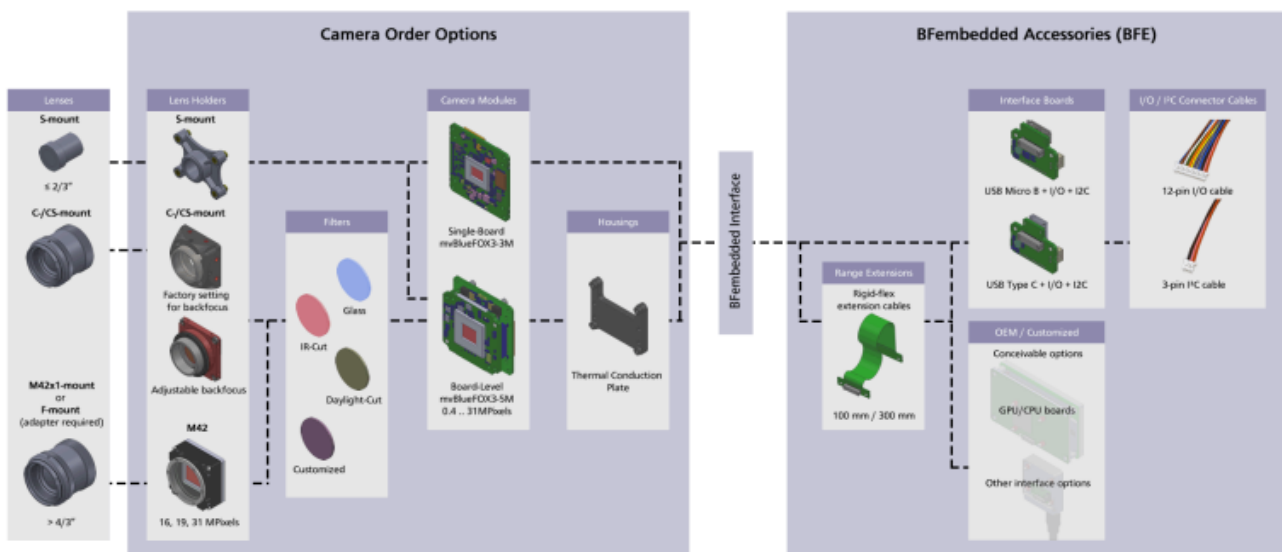 Camera Order Options
Lenses
S-mount
≤ 2/3"
C-/CS-mount
M42x1-mount
or
F-mount
(adapter required)
> 4/3"
Lens Holders
S-mount
C-/CS-mount
Factory setting
for backfocus
Adjustable backfocus
M42
16, 19, 31 MPixels
Filters
Glass
IR-Cut
Daylight-Cut
Customized
Camera Modules
Single-Board
mvBlueFOX3-3M
Board-Level
mvBlueFOX3-5M
0.4 .. 31MPixels
Housings
Thermal Conduction
Plate
BFembedded Interface
BFembedded Accessories (BFE)
Range Extensions
Rigid-flex
extension cables
100 mm / 300 mm
Interface Boards
USB Micro B + I/O + I2C
USB Type C + I/O + I2C
OEM / Customized
Conceivable options
GPU/CPU boards
Other interface options
I/O / I²C Connector Cables
12-pin I/O cable
3-pin I²C cable